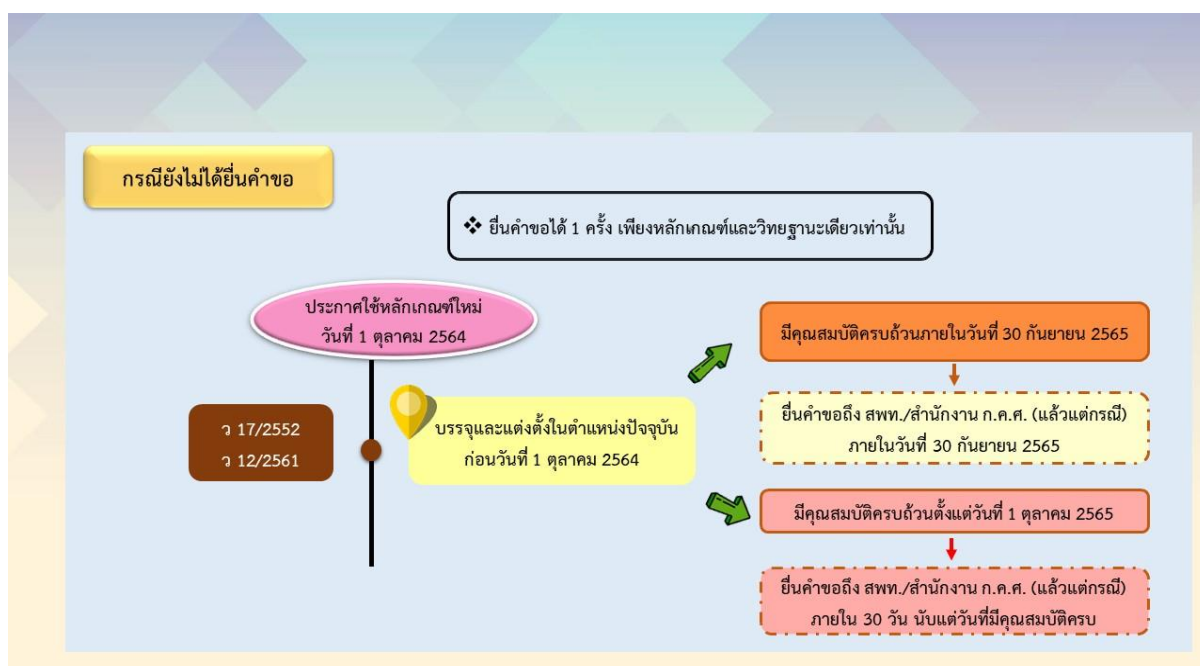 กรณียังไม่ได้ยื่นคำขอ
❖ ยื่นคำขอได้ 1 ครั้ง เพียงหลักเกณฑ์และวิทยฐานะเดียวเท่านั้น
ประกาศใช้หลักเกณฑ์ใหม่
วันที่ 1 ตุลาคม 2564
ว 17/2552
ว 12/2561
บรรจุและแต่งตั้งในตำแหน่งปัจจุบัน
ก่อนวันที่ 1 ตุลาคม 2564
มีคุณสมบัติครบถ้วนภายในวันที่ 30 กันยายน 2565
ยื่นคำขอถึง สพท./สำนักงาน ก.ค.ศ. (แล้วแต่กรณี)
ภายในวันที่ 30 กันยายน 2565
มีคุณสมบัติครบถ้วนตั้งแต่วันที่ 1 ตุลาคม 2565
ยื่นคำขอถึง สพท./สำนักงาน ก.ค.ศ. (แล้วแต่กรณี)
ภายใน 30 วัน นับแต่วันที่มีคุณสมบัติครบ